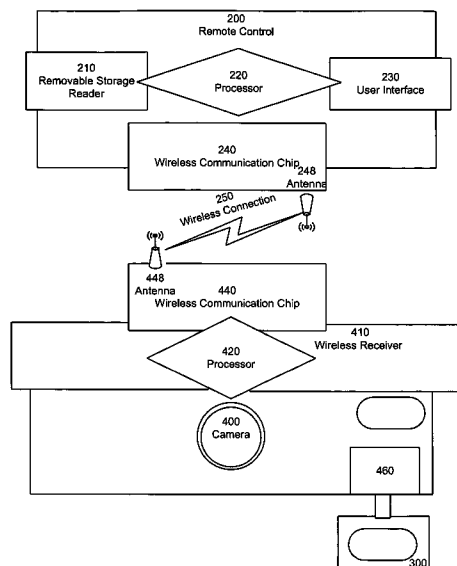 200
Remote Control
210
Removable Storage
Reader
220
Processor
230
User Interface
240
Wireless Communication Chip
248
Antenna
250
Wireless Connection
448
Antenna
440
Wireless Communication Chip
410
Wireless Receiver
420
Processor
400
Camera
460
300